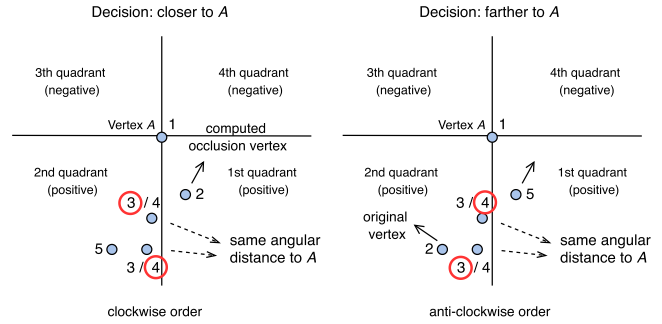 Decision: closer to A
3th quadrant
(negative)
4th quadrant
(negative)
Vertex A
1
computed
occlusion vertex
2nd quadrant
(positive)
1st quadrant
(positive)
2
3 / 4
5
3 / 4
same angular
distance to A
clockwise order
Decision: farther to A
3th quadrant
(negative)
4th quadrant
(negative)
Vertex A
1
2nd quadrant
(positive)
1st quadrant
(positive)
5
3 / 4
original
vertex
2
3 / 4
same angular
distance to A
anti-clockwise order